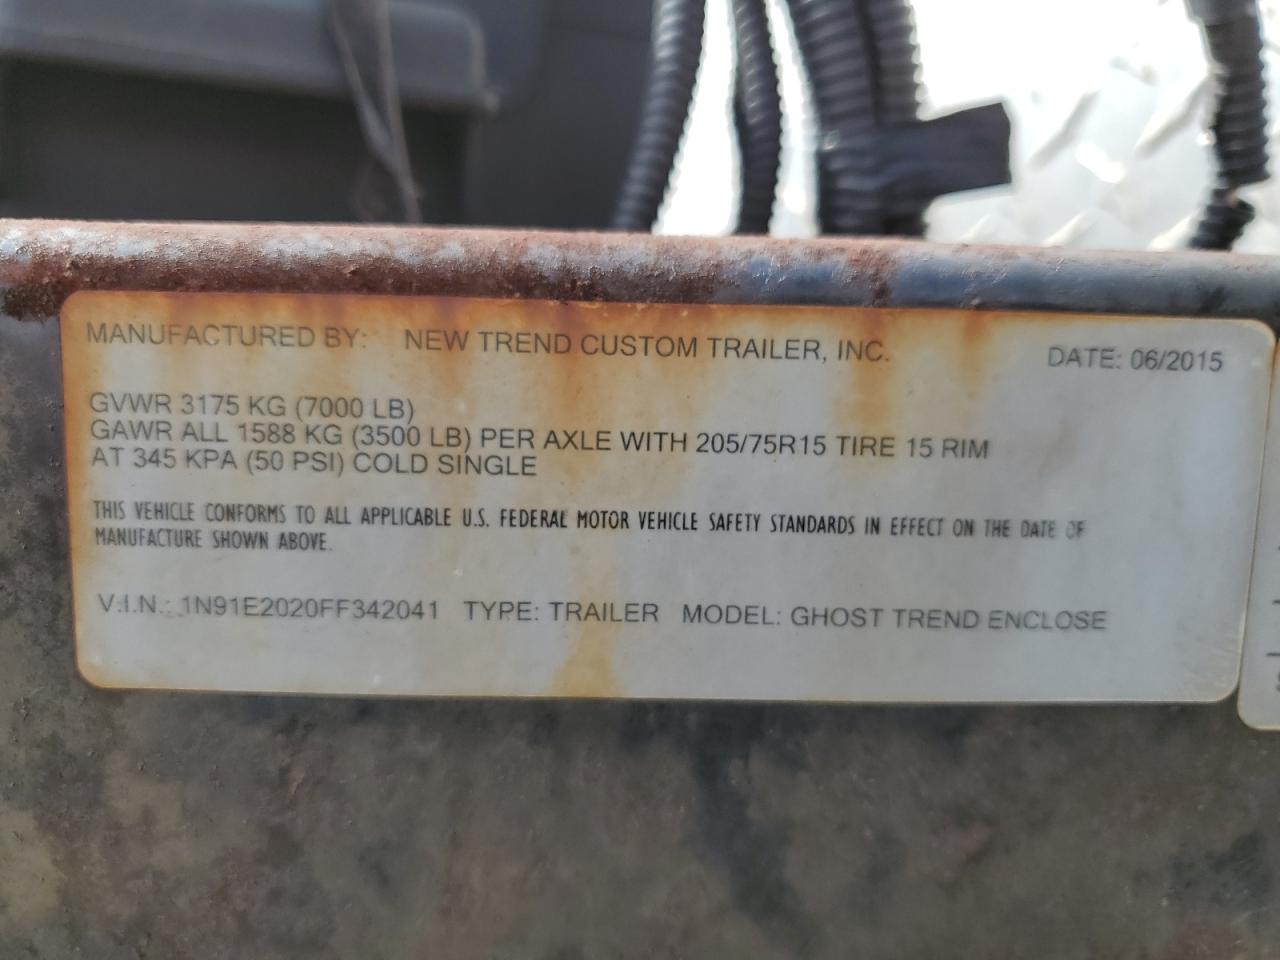 MANUFACTURED BY: NEW TREND CUSTOM TRAILER, INC. DATE: 06/2015
GVWR 3175 KG (7000 LB)
GAWR ALL 1588 KG (3500 LB) PER AXLE WITH 205/75R15 TIRE 15 RIM
AT 345 KPA (50 PSI) COLD SINGLE
THIS VEHICLE CONFORMS TO ALL APPLICABLE U.S. FEDERAL MOTOR VEHICLE SAFETY STANDARDS IN EFFECT ON THE DATE OF
MANUFACTURE SHOWN ABOVE.
V.I.N.: 1N91E2020FF342041 TYPE: TRAILER MODEL: GHOST TREND ENCLOSE